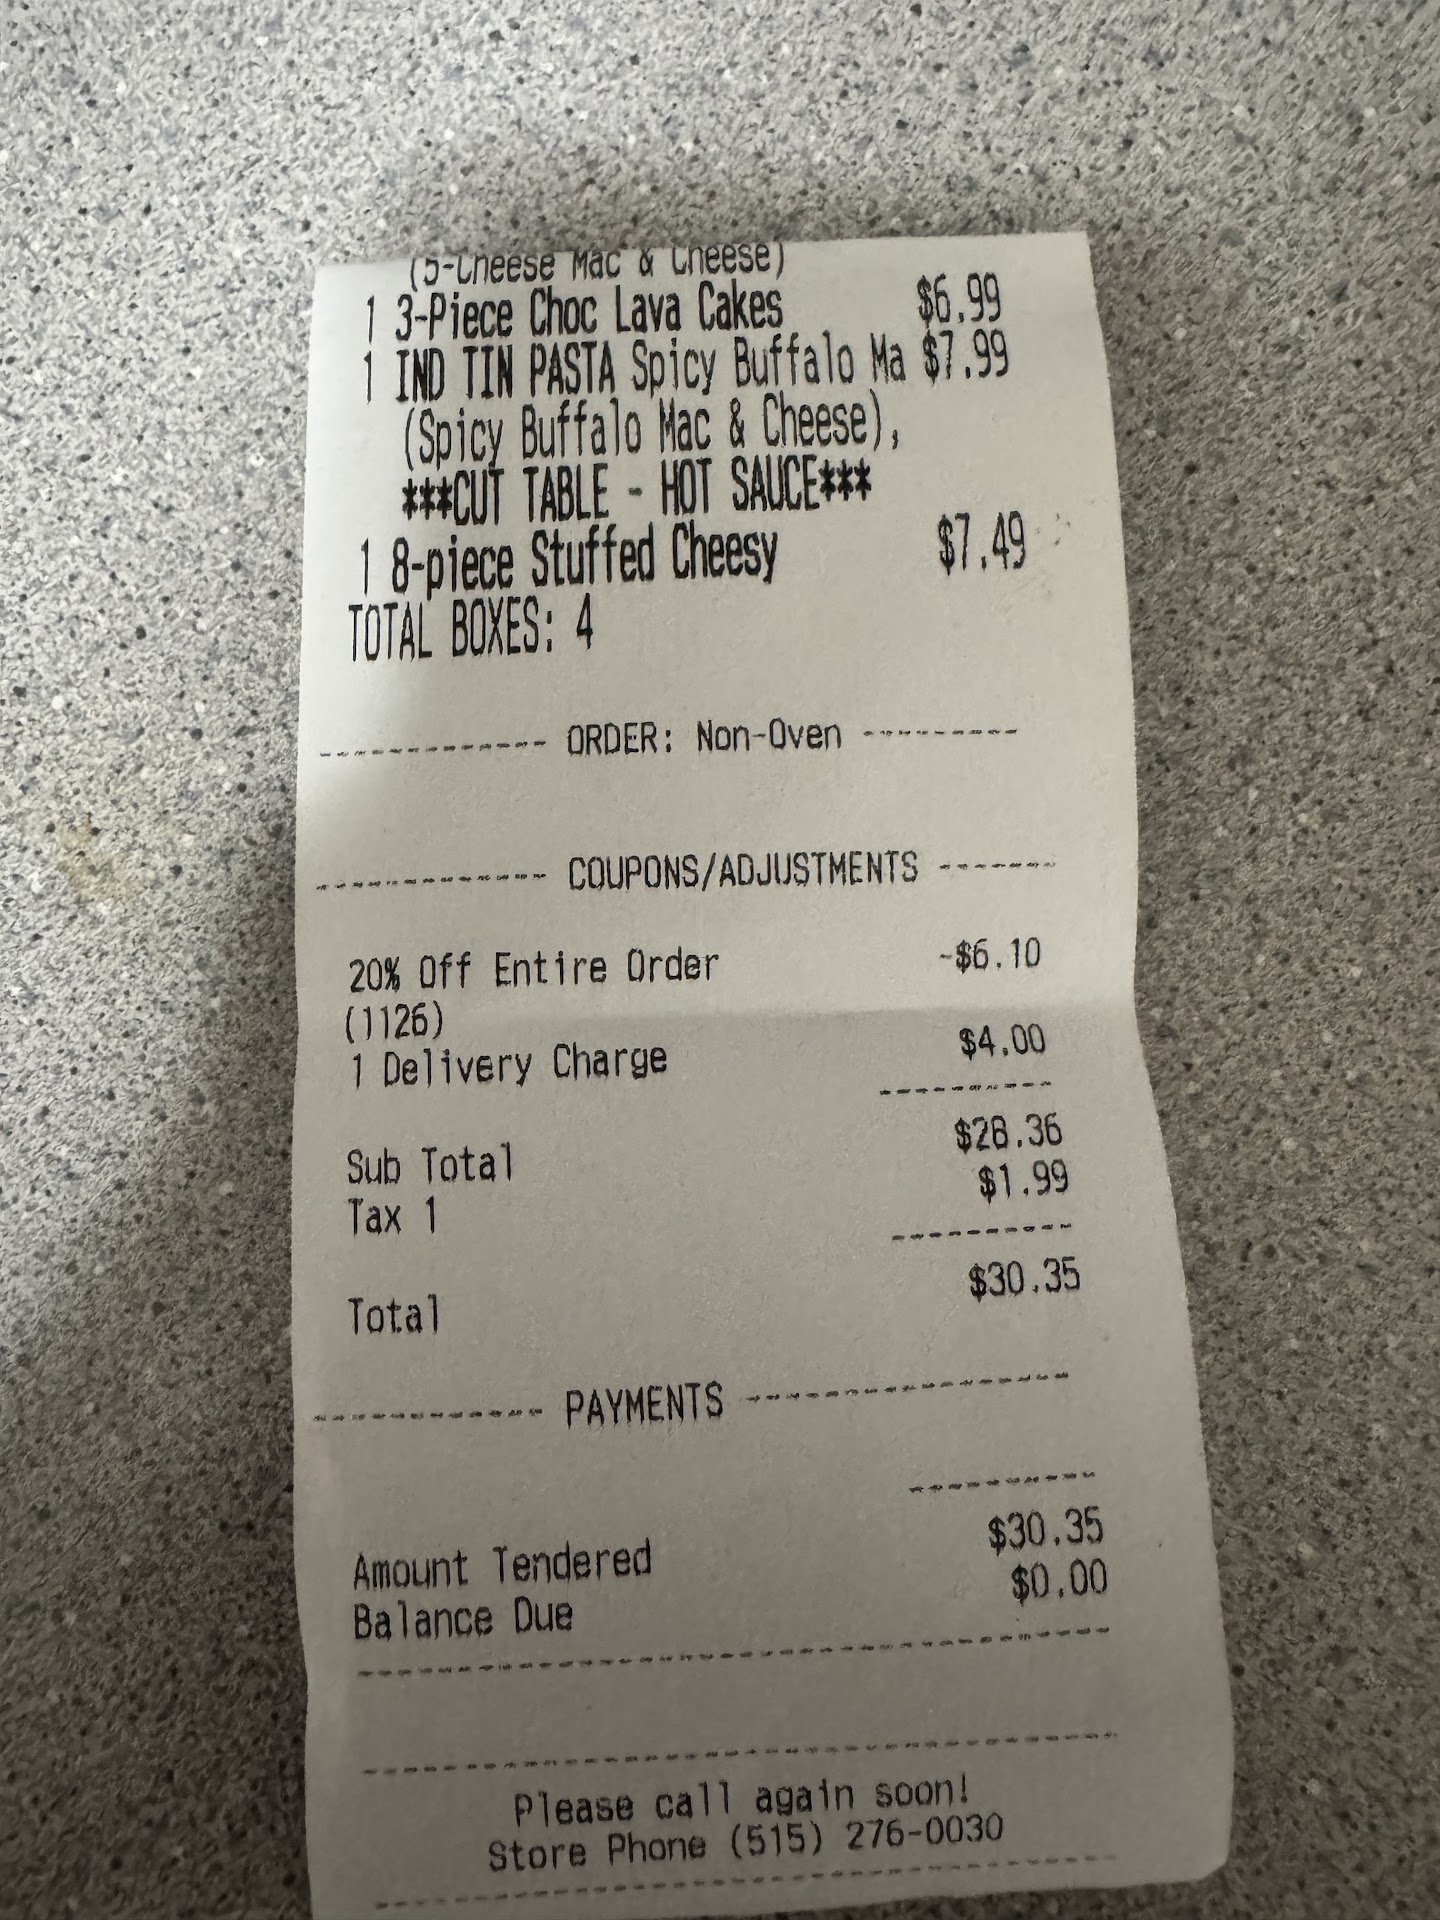 (5-Cheese Mac & Cheese)
1 3-Piece Choc Lava Cakes $6.99
1 IND TIN PASTA Spicy Buffalo Ma $7.99
(Spicy Buffalo Mac & Cheese),
***CUT TABLE - HOT SAUCE***
1 8-piece Stuffed Cheesy $7.49
TOTAL BOXES: 4
------------- ORDER: Non-Oven ---------
------------- COUPONS/ADJUSTMENTS -------
20% Off Entire Order -$6.10
(1126)
1 Delivery Charge $4.00
----------
Sub Total $28.36
Tax 1 $1.99
----------
Total $30.35
------------- PAYMENTS ------------------
----------
Amount Tendered $30.35
Balance Due $0.00
------------------------------------------
------------------------------------------
Please call again soon!
Store Phone (515) 276-0030
------------------------------------------